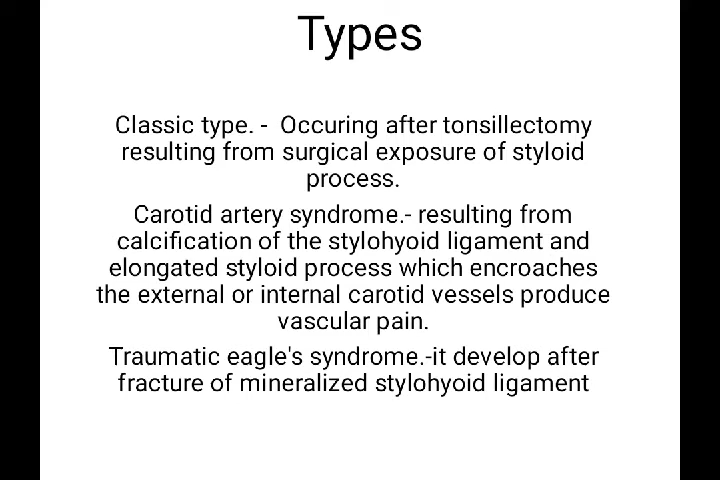 Types
Classic type. - Occuring after tonsillectomy
resulting from surgical exposure of styloid
process.
Carotid artery syndrome.- resulting from
calcification of the stylohyoid ligament and
elongated styloid process which encroaches
the external or internal carotid vessels produce
vascular pain.
Traumatic eagle's syndrome.-it develop after
fracture of mineralized stylohyoid ligament